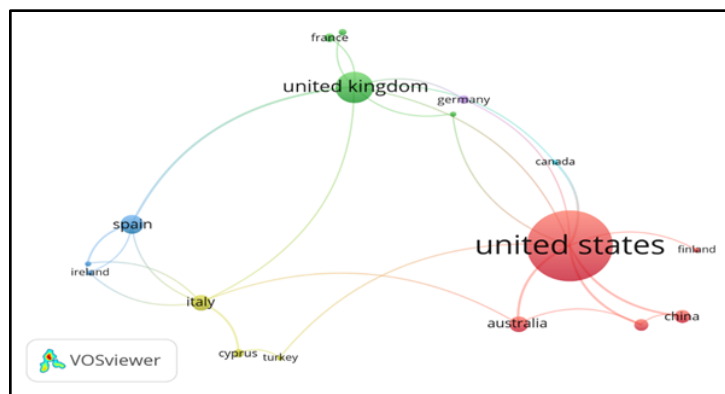 france
united kingdom
germany
canada
spain
united states
finland
ireland
italy
australia
china
cyprus
turkey
VOSviewer